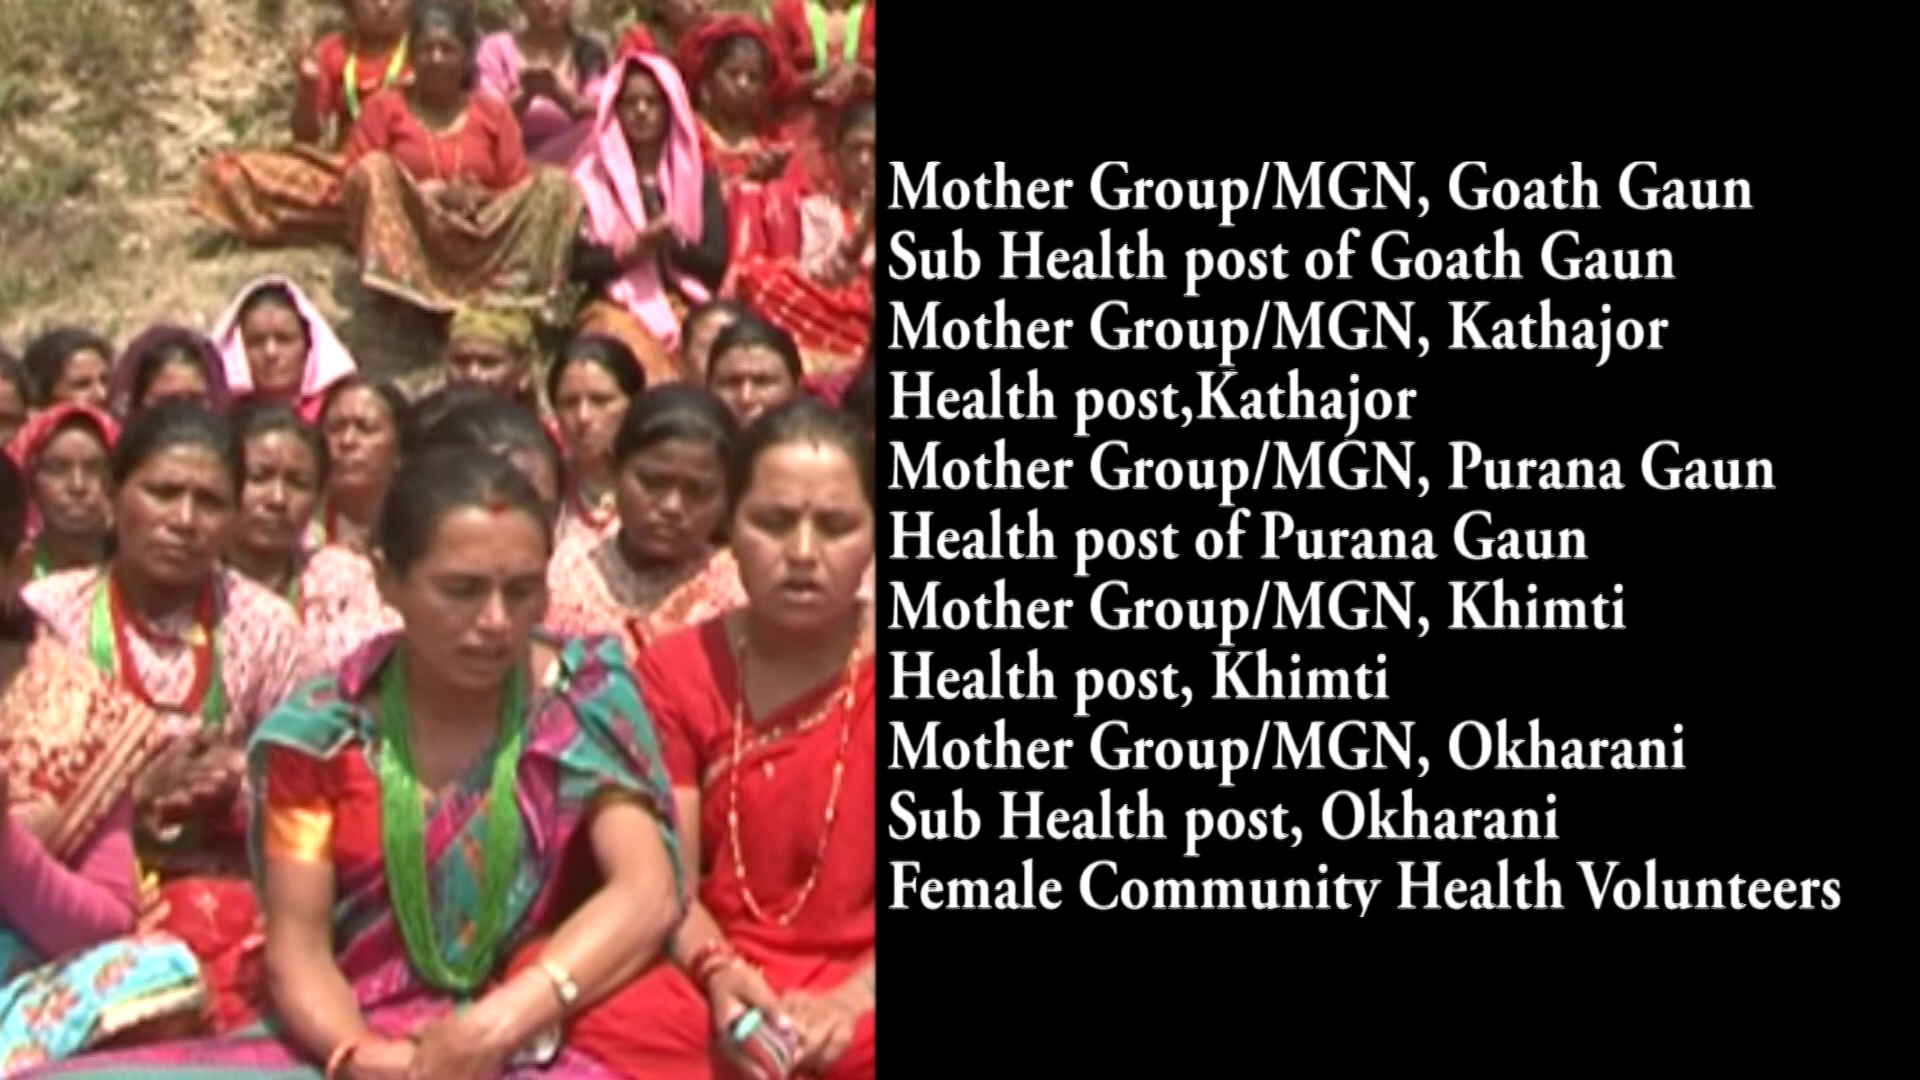 Mother Group/MGN, Goath Gaun
Sub Health post of Goath Gaun
Mother Group/MGN, Kathajor
Health post,Kathajor
Mother Group/MGN, Purana Gaun
Health post of Purana Gaun
Mother Group/MGN, Khimti
Health post, Khimti
Mother Group/MGN, Okharani
Sub Health post, Okharani
Female Community Health Volunteers